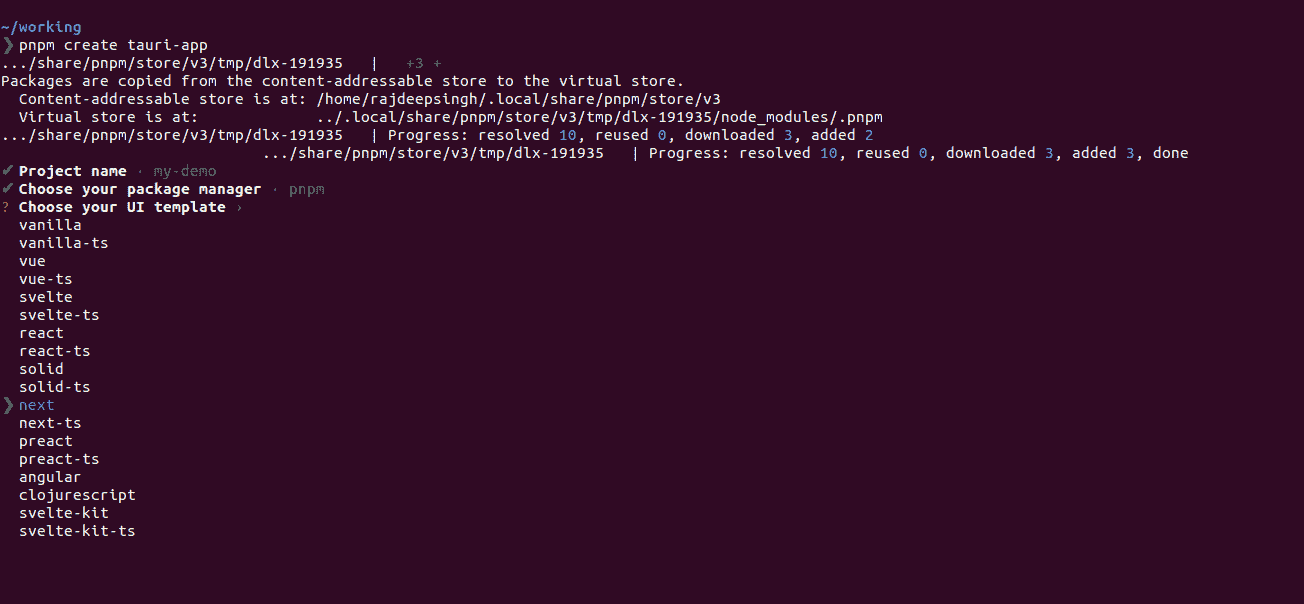 ~/working
❯ pnpm create tauri-app
.../share/pnpm/store/v3/tmp/dlx-191935   |   +3 +
Packages are copied from the content-addressable store to the virtual store.
  Content-addressable store is at: /home/rajdeepsingh/.local/share/pnpm/store/v3
  Virtual store is at:             ../.local/share/pnpm/store/v3/tmp/dlx-191935/node_modules/.pnpm
.../share/pnpm/store/v3/tmp/dlx-191935   | Progress: resolved 10, reused 0, downloaded 3, added 2
.../share/pnpm/store/v3/tmp/dlx-191935   | Progress: resolved 10, reused 0, downloaded 3, added 3, done
✔ Project name · my-demo
✔ Choose your package manager · pnpm
? Choose your UI template ›
vanilla
vanilla-ts
vue
vue-ts
svelte
svelte-ts
react
react-ts
solid
solid-ts
❯ next
next-ts
preact
preact-ts
angular
clojurescript
svelte-kit
svelte-kit-ts